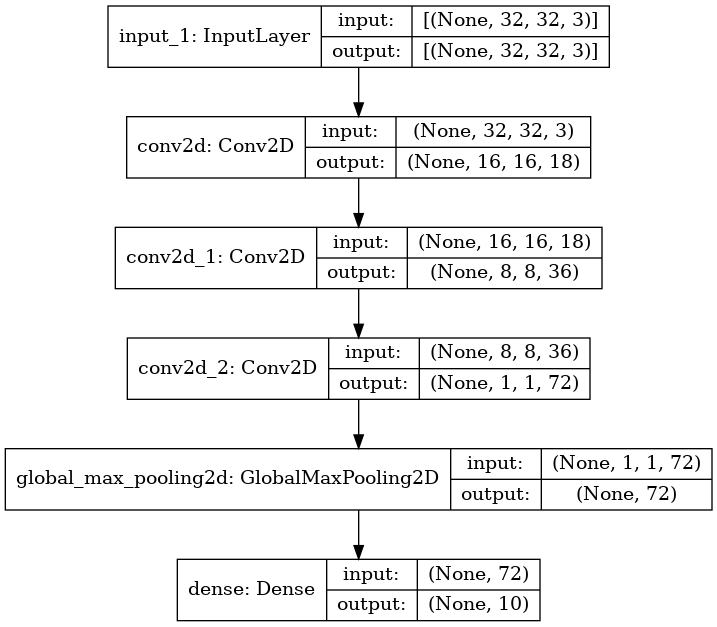 input_1: InputLayer
input: [(None, 32, 32, 3)]
output: [(None, 32, 32, 3)]
conv2d: Conv2D
input: (None, 32, 32, 3)
output: (None, 16, 16, 18)
conv2d_1: Conv2D
input: (None, 16, 16, 18)
output: (None, 8, 8, 36)
conv2d_2: Conv2D
input: (None, 8, 8, 36)
output: (None, 1, 1, 72)
global_max_pooling2d: GlobalMaxPooling2D
input: (None, 1, 1, 72)
output: (None, 72)
dense: Dense
input: (None, 72)
output: (None, 10)